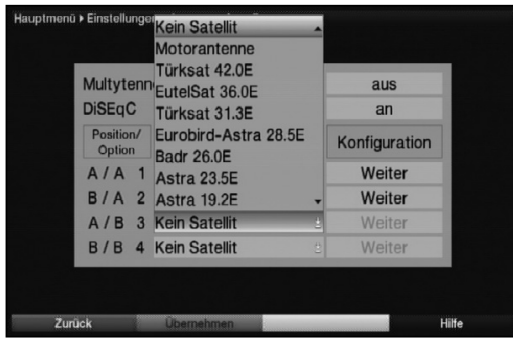 Hauptmenü ▸ Einstellungen
Kein Satellit
Motorantenne
Türksat 42.0E
EutelSat 36.0E
Türksat 31.3E
Eurobird-Astra 28.5E
Badr 26.0E
Astra 23.5E
Astra 19.2E
Multytenn
aus
DiSEqC
an
Position/
Option
Konfiguration
A / A 1
Weiter
B / A 2
Weiter
A / B 3 Kein Satellit
Weiter
B / B 4 Kein Satellit
Weiter
Zurück
Übernehmen
Hilfe